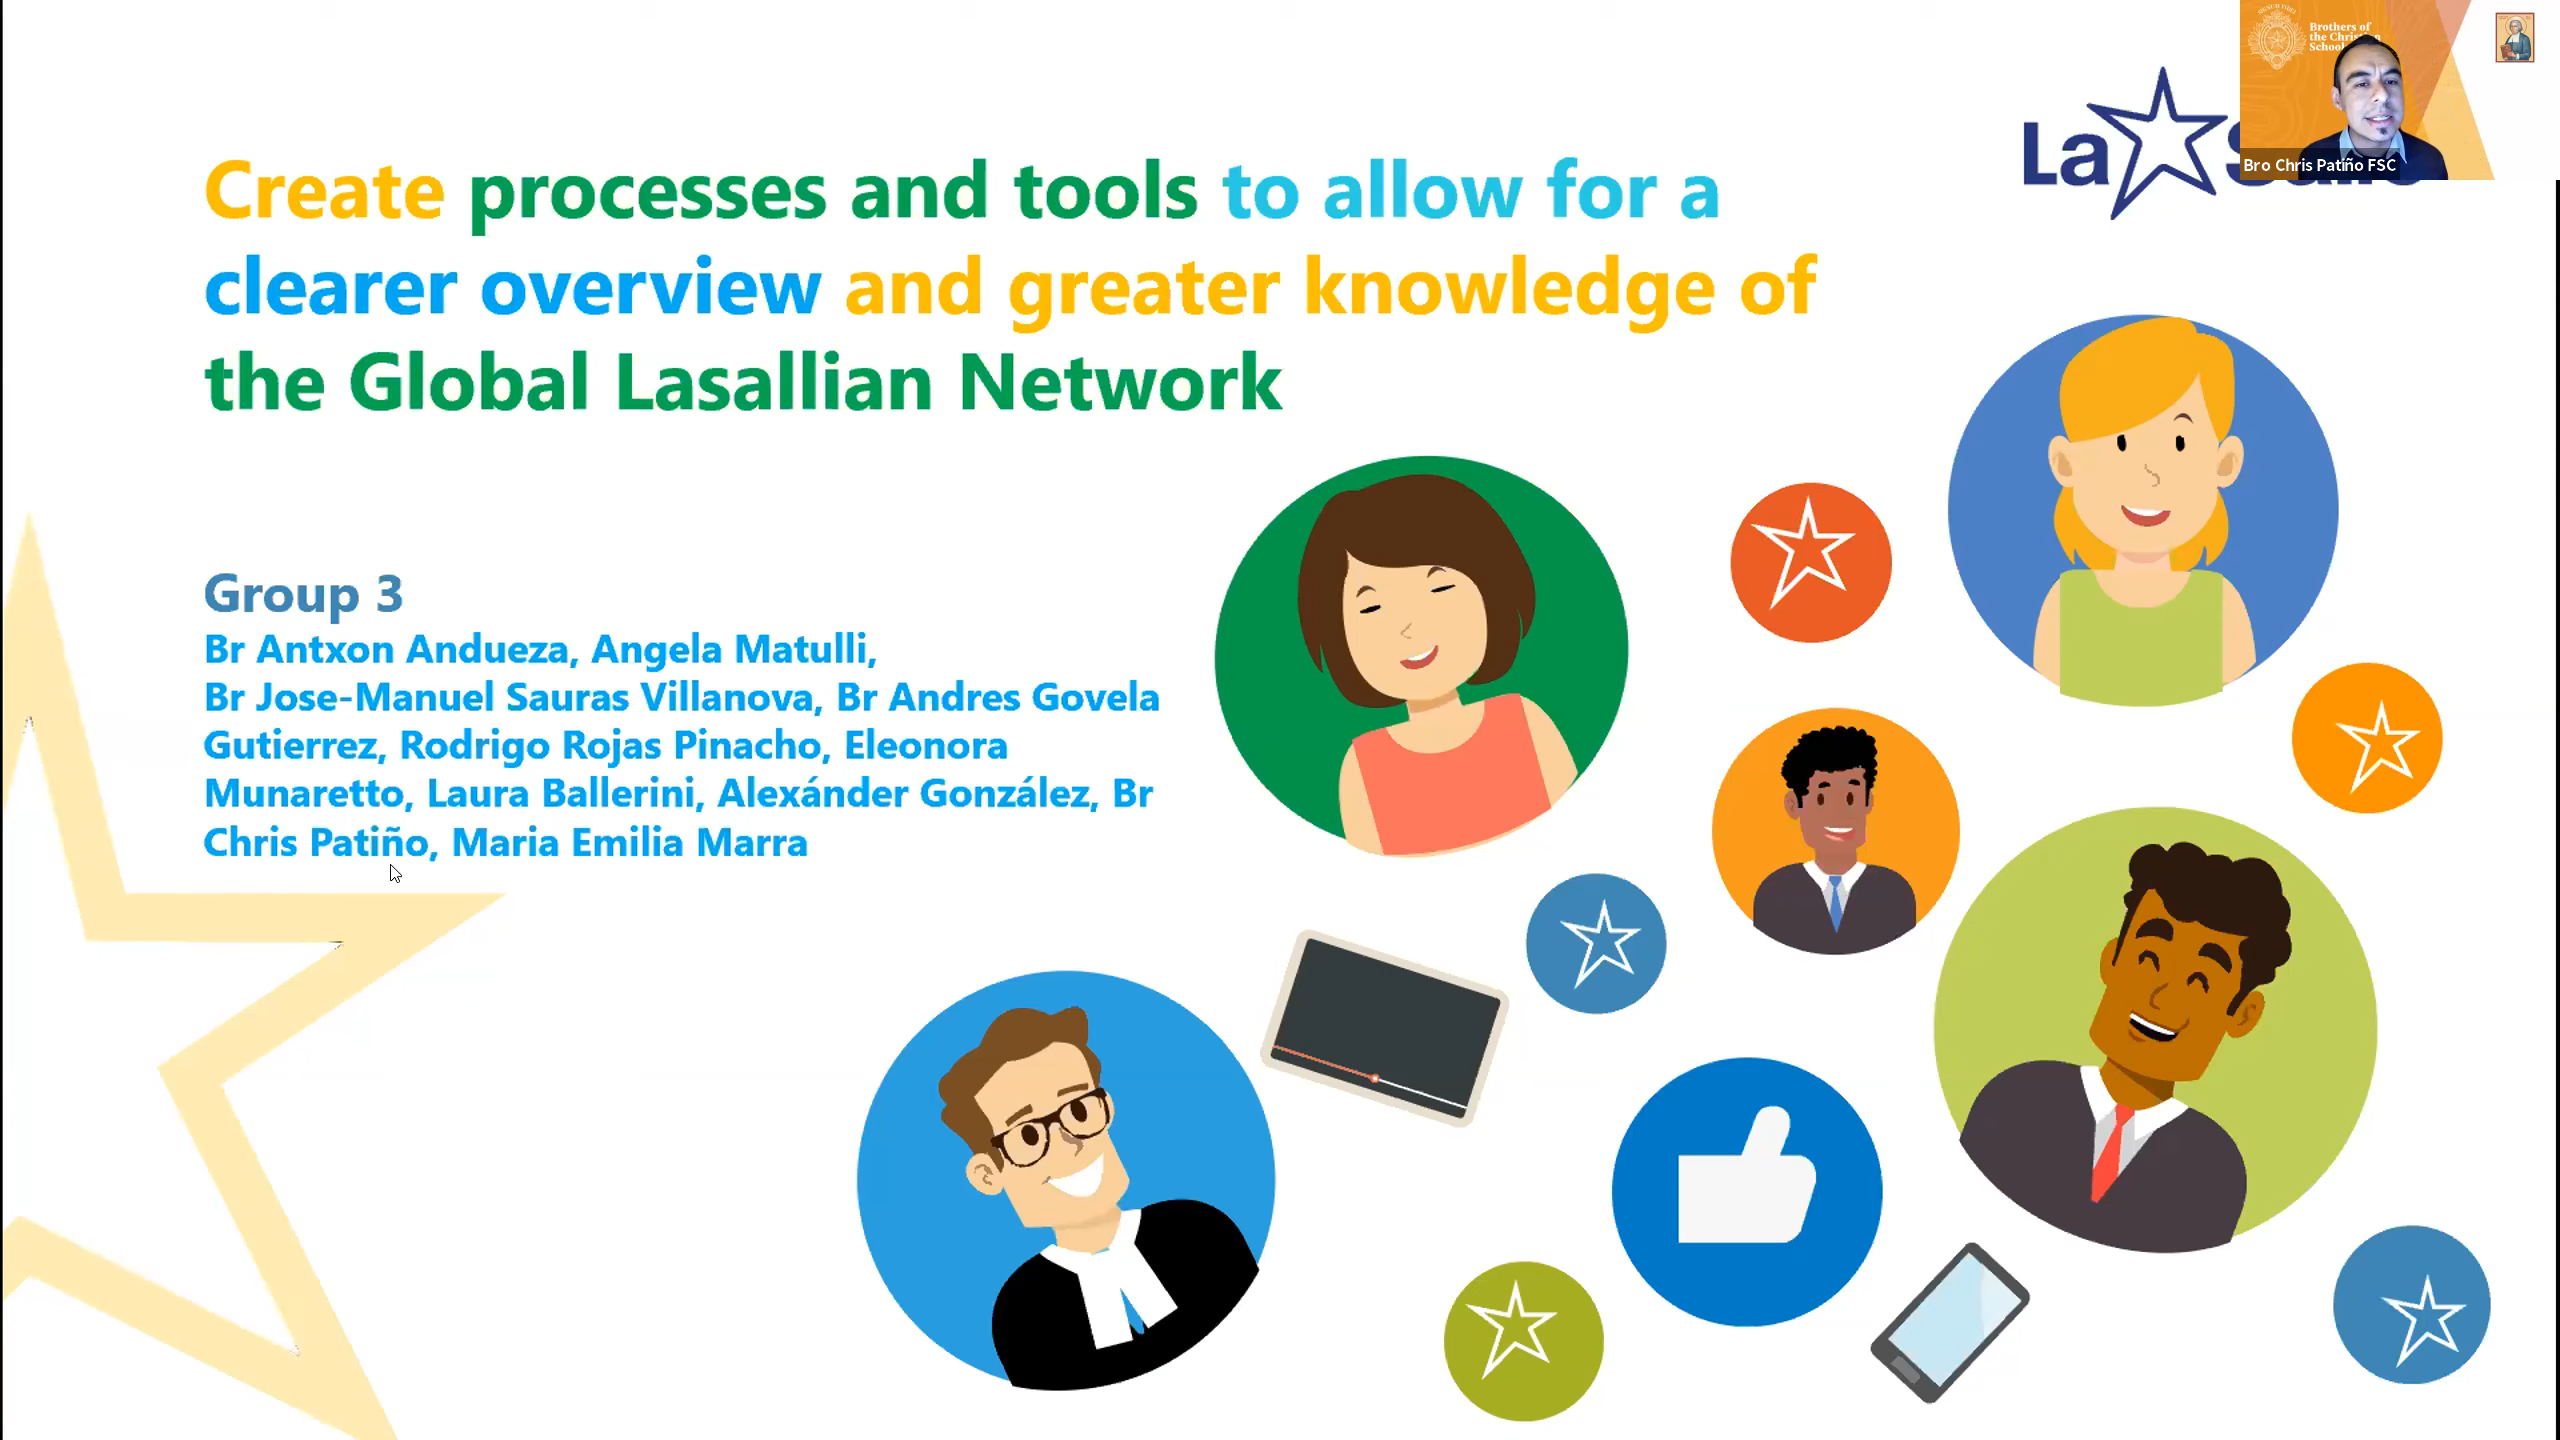 Brothers of
the Christian
School
La
Bro Chris Patiño FSC
Create processes and tools to allow for a
clearer overview and greater knowledge of
the Global Lasallian Network
Group 3
Br Antxon Andueza, Angela Matulli,
Br Jose-Manuel Sauras Villanova, Br Andres Govela
Gutierrez, Rodrigo Rojas Pinacho, Eleonora
Munaretto, Laura Ballerini, Alexánder González, Br
Chris Patiño, Maria Emilia Marra